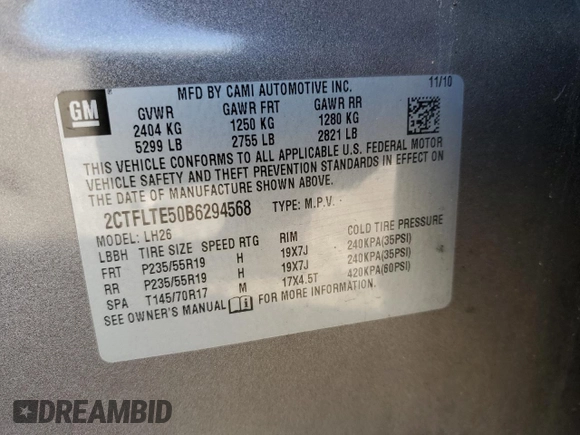 MFD BY CAMI AUTOMOTIVE INC. 11/10
GM
GVWR GAWR FRT GAWR RR
2404 KG 1250 KG 1280 KG
5299 LB 2755 LB 2821 LB
THIS VEHICLE CONFORMS TO ALL APPLICABLE U.S. FEDERAL MOTOR
VEHICLE SAFETY AND THEFT PREVENTION STANDARDS IN EFFECT ON
THE DATE OF MANUFACTURE SHOWN ABOVE.
2CTFLTE50B6294568 TYPE: M.P.V.
MODEL: LH26
LBBH TIRE SIZE SPEED RTG RIM COLD TIRE PRESSURE
FRT P235/55R19 H 19X7J 240KPA(35PSI)
RR P235/55R19 H 19X7J 240KPA(35PSI)
SPA T145/70R17 M 17X4.5T 420KPA(60PSI)
SEE OWNER'S MANUAL FOR MORE INFORMATION.
DREAMBID